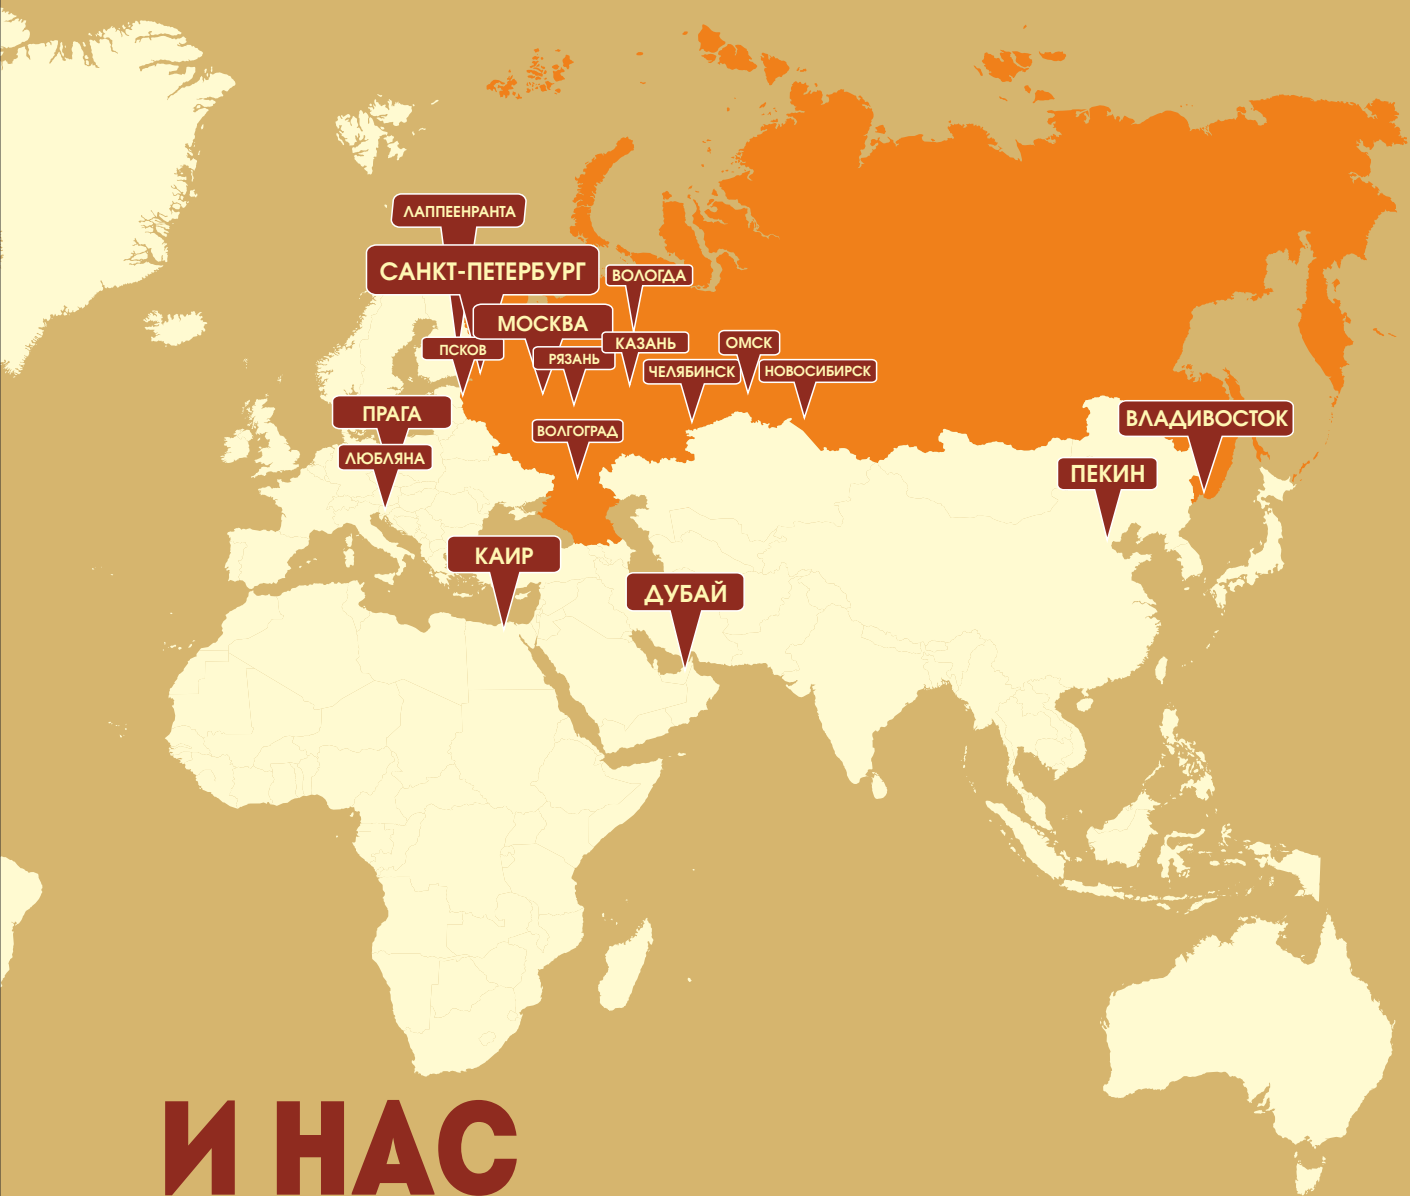 ЛАППЕЕНРАНТА
САНКТ-ПЕТЕРБУРГ
ВОЛОГДА
МОСКВА
ПСКОВ
РЯЗАНЬ
КАЗАНЬ
ОМСК
ЧЕЛЯБИНСК
НОВОСИБИРСК
ПРАГА
ВОЛГОГРАД
ВЛАДИВОСТОК
ЛЮБЛЯНА
ПЕКИН
КАИР
ДУБАЙ
И НАС